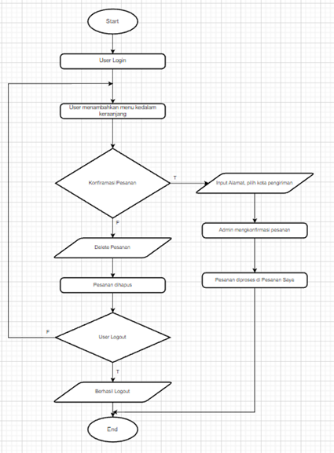 Start
User Login
User menambahkan menu kedalam
keranjang
Konfirmasi Pesanan
T
Input Alamat, pilih kota pengiriman
F
Admin mengkonfirmasi pesanan
Delete Pesanan
Pesanan dihapus
Pesanan diproses di Pesanan Saya
User Logout
F
T
Berhasil Logout
End